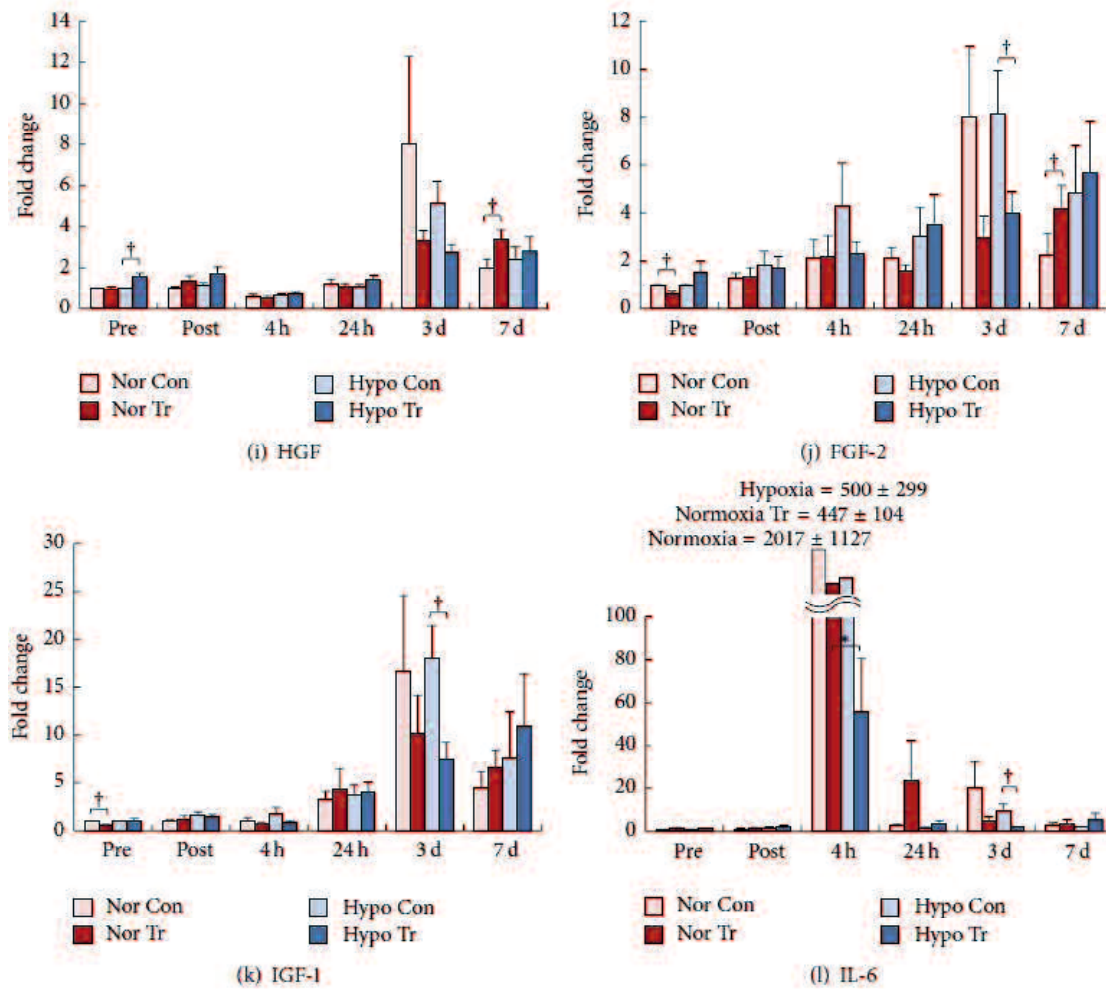 14
12
10
8
6
4
2
0
Fold change
†
†
Pre Post 4 h 24 h 3 d 7 d
Nor Con Hypo Con
Nor Tr Hypo Tr
(i) HGF
12
10
8
6
4
2
0
Fold change
†
†
†
Pre Post 4 h 24 h 3 d 7 d
Nor Con Hypo Con
Nor Tr Hypo Tr
(j) FGF-2
30
25
20
15
10
5
0
Fold change
†
†
Pre Post 4 h 24 h 3 d 7 d
Nor Con Hypo Con
Nor Tr Hypo Tr
(k) IGF-1
Hypoxia = 500 ± 299
Normoxia Tr = 447 ± 104
Normoxia = 2017 ± 1127
100
80
60
40
20
0
Fold change
*
†
Pre Post 4 h 24 h 3 d 7 d
Nor Con Hypo Con
Nor Tr Hypo Tr
(l) IL-6